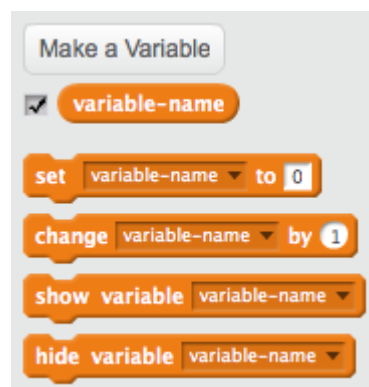 Make a Variable
variable-name
set variable-name to 0
change variable-name by 1
show variable variable-name
hide variable variable-name